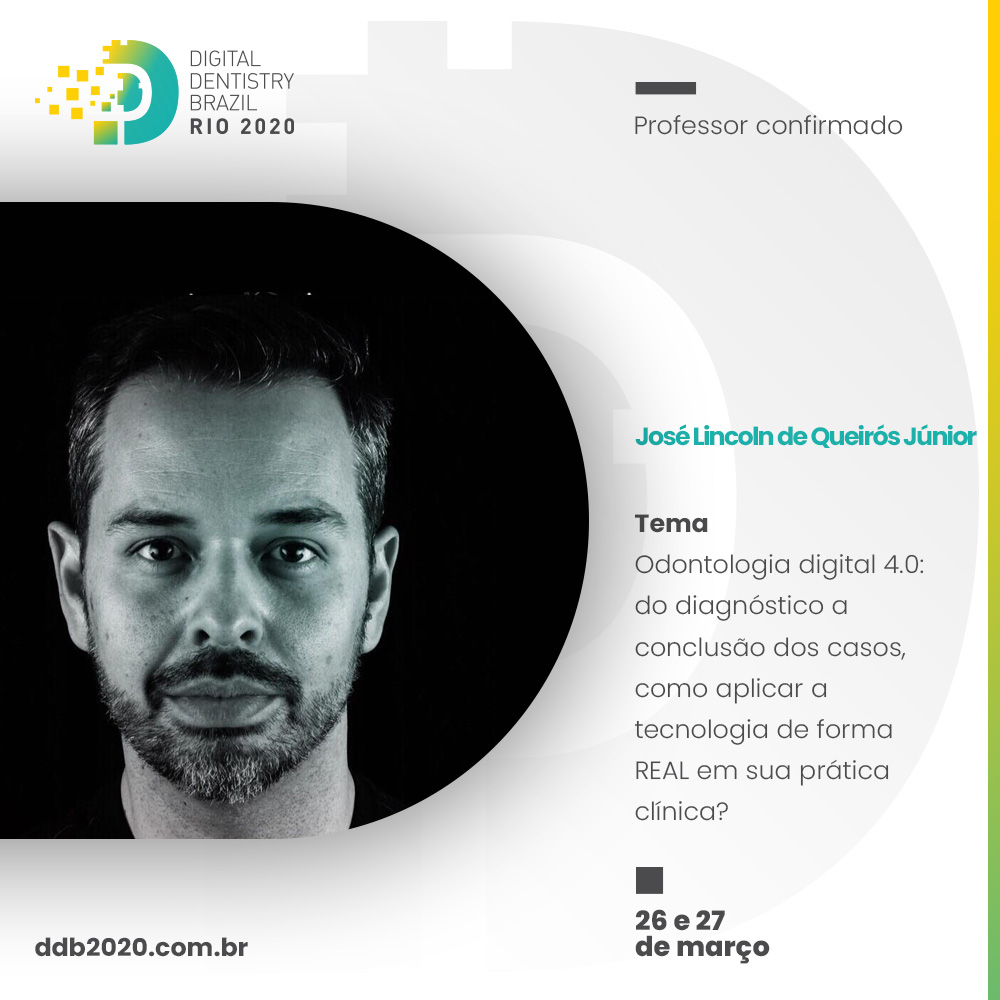 DIGITAL
DENTISTRY
BRAZIL
RIO 2020
Professor confirmado
José Lincoln de Queirós Júnior
Tema
Odontologia digital 4.0:
do diagnóstico a
conclusão dos casos,
como aplicar a
tecnologia de forma
REAL em sua prática
clínica?
26 e 27
de março
ddb2020.com.br